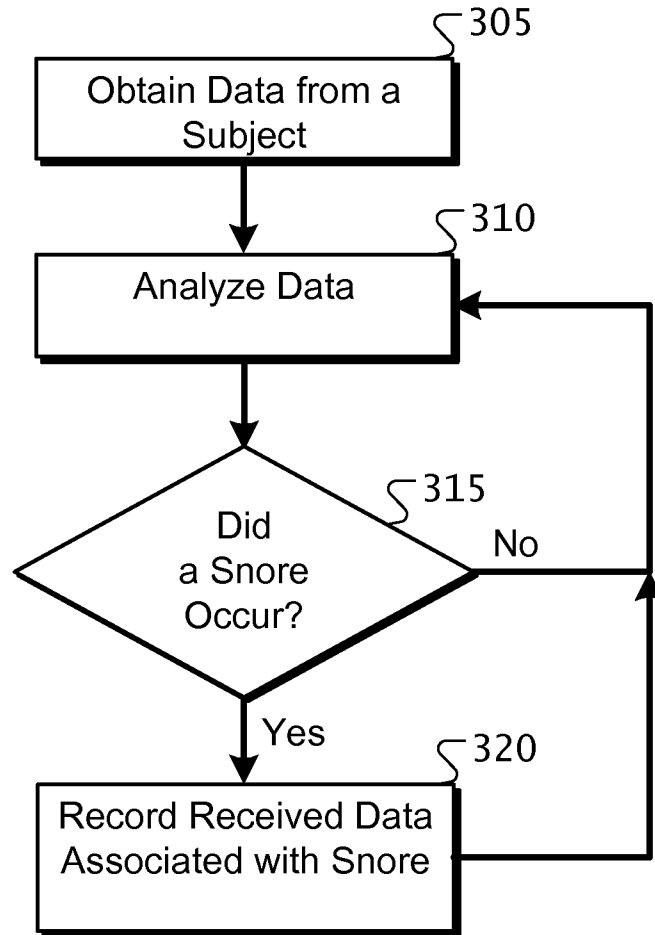 305
Obtain Data from a
Subject
310
Analyze Data
315
Did
a Snore
Occur?
No
Yes
320
Record Received Data
Associated with Snore